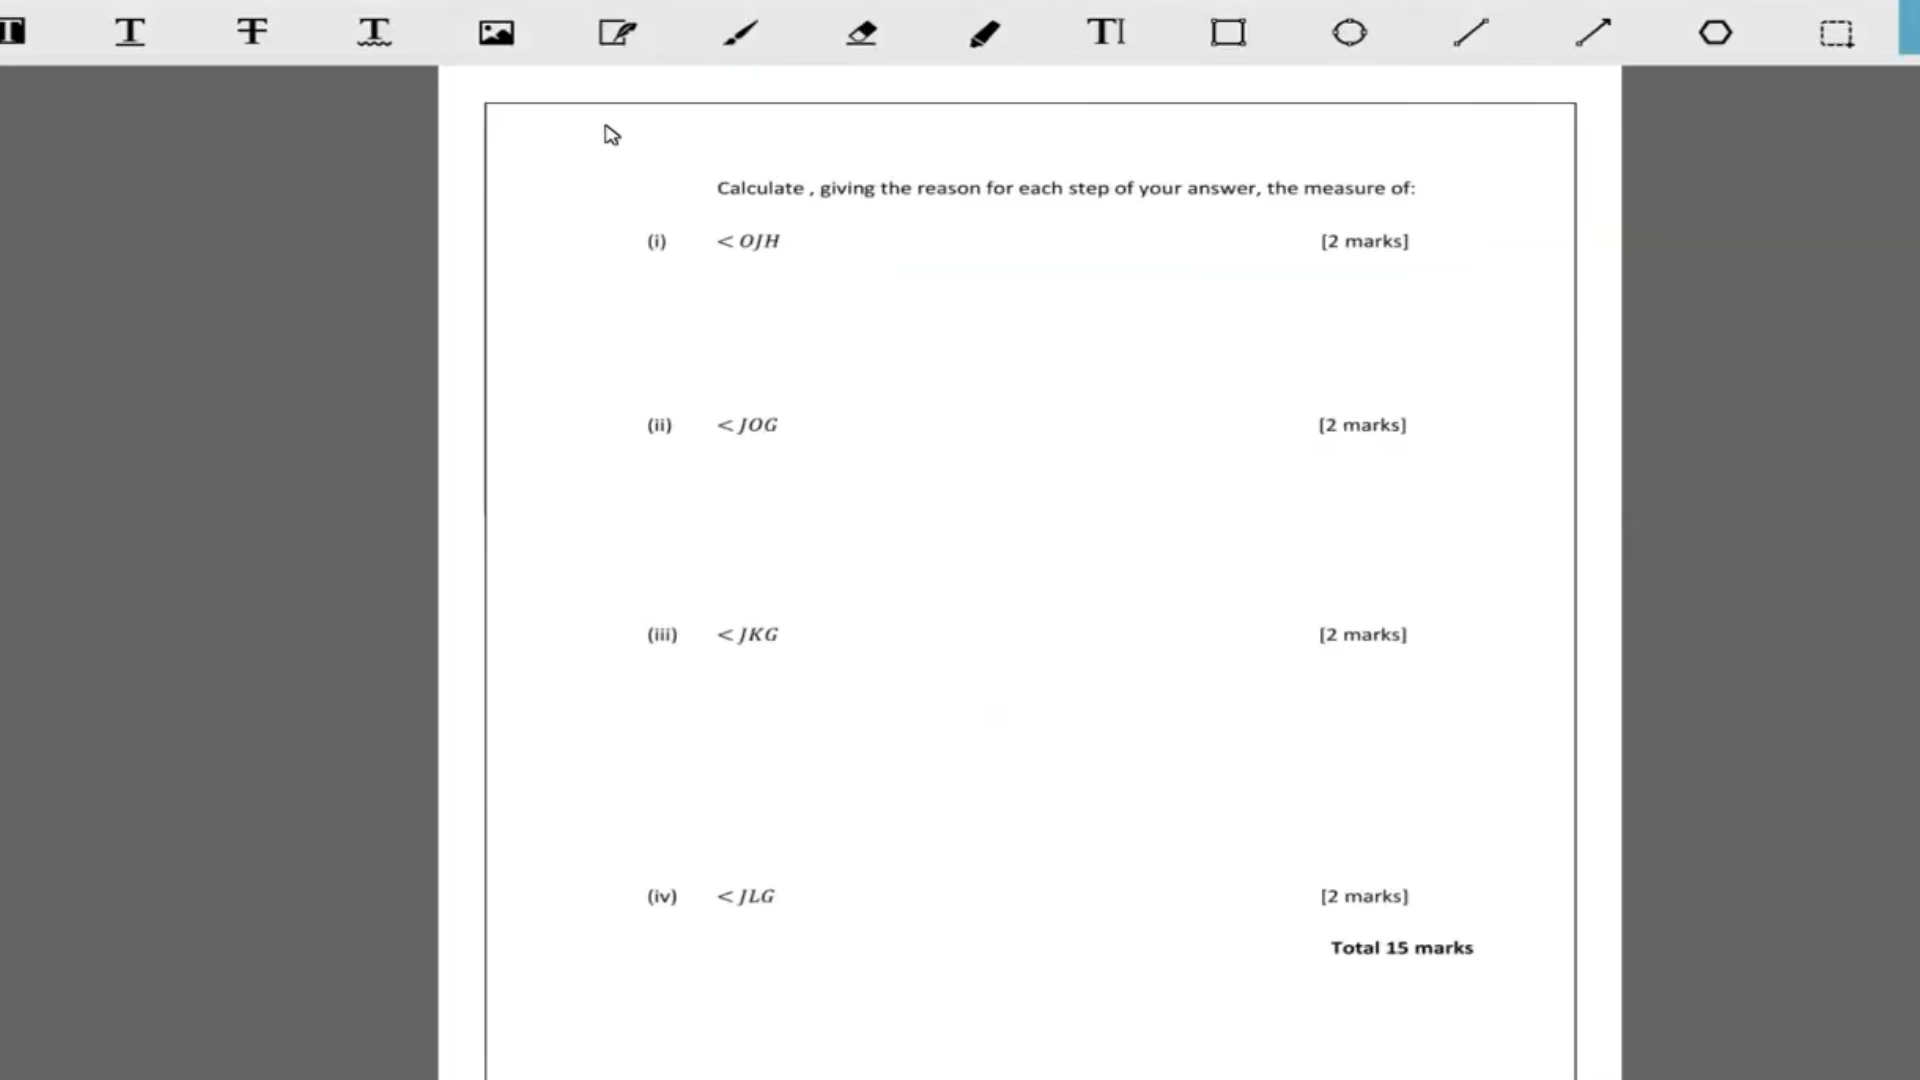 Calculate , giving the reason for each step of your answer, the measure of:
(i) < OJH [2 marks]
(ii) < JOG [2 marks]
(iii) < JKG [2 marks]
(iv) < JLG [2 marks]
Total 15 marks